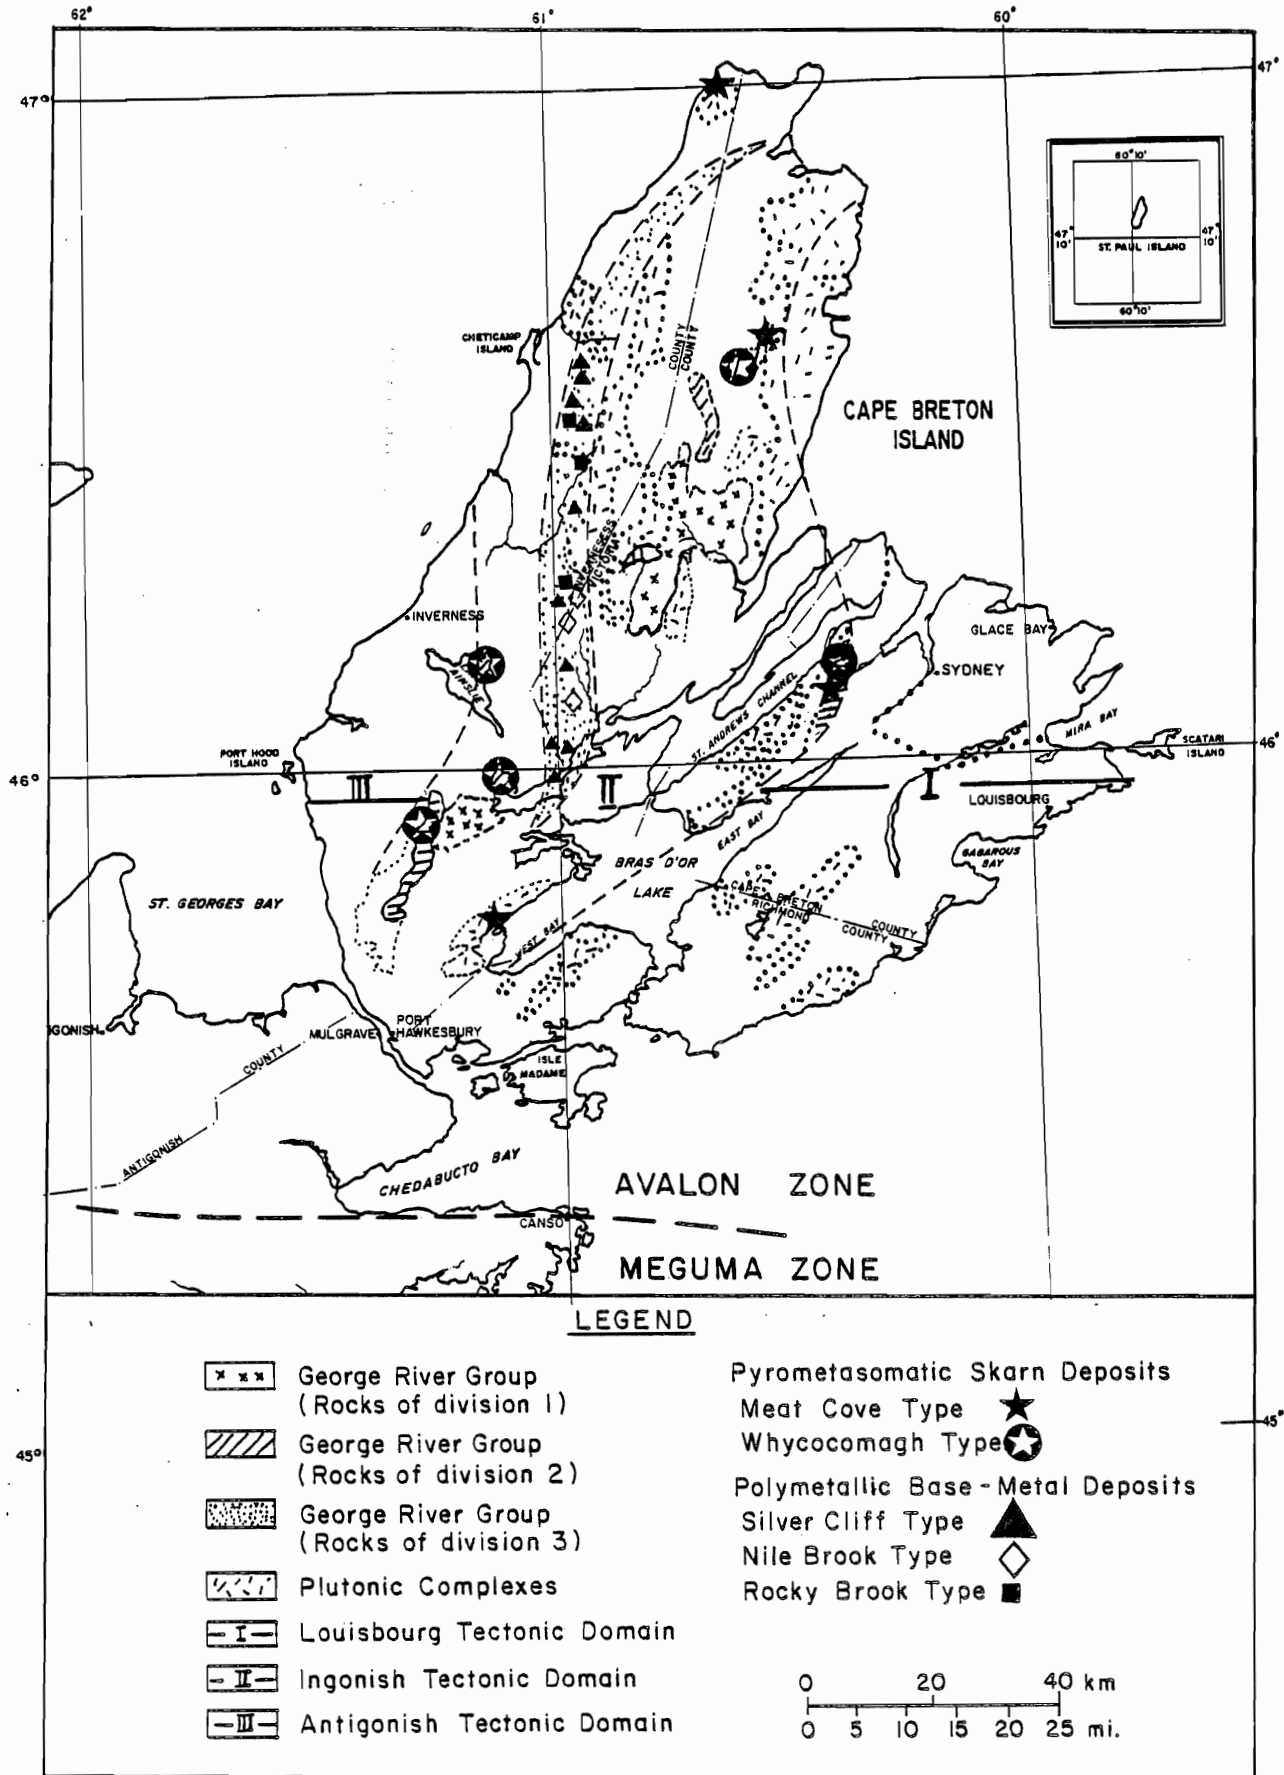 62°
61°
60°
47°
47°
60°10'
47°
10'
47°
10'
ST. PAUL ISLAND
60°10'
CHETICAMP
ISLAND
COUNTY
COUNTY
CAPE BRETON
ISLAND
INVERNESS
VICTORIA
INVERNESS
GLACE BAY
SYDNEY
AINSLIE
ST. ANDREWS CHANNEL
MIRA BAY
SCATARI
ISLAND
PORT HOOD
ISLAND
46°
46°
III
II
I
LOUISBOURG
EAST BAY
GABAROUS
BAY
BRAS D'OR
LAKE
CAPE BRETON
RICHMOND
COUNTY
COUNTY
ST. GEORGES BAY
WEST BAY
IGONISH
MULGRAVE
PORT
HAWKESBURY
COUNTY
ISLE
MADAME
ANTIGONISH
CHEDABUCTO BAY
AVALON ZONE
CANSO
MEGUMA ZONE
LEGEND
George River Group
(Rocks of division 1)
George River Group
(Rocks of division 2)
George River Group
(Rocks of division 3)
Plutonic Complexes
I
Louisbourg Tectonic Domain
II
Ingonish Tectonic Domain
III
Antigonish Tectonic Domain
Pyrometasomatic Skarn Deposits
Meat Cove Type
Whycocomagh Type
Polymetallic Base-Metal Deposits
Silver Cliff Type
Nile Brook Type
Rocky Brook Type
45°
45°
0 20 40 km
0 5 10 15 20 25 mi.